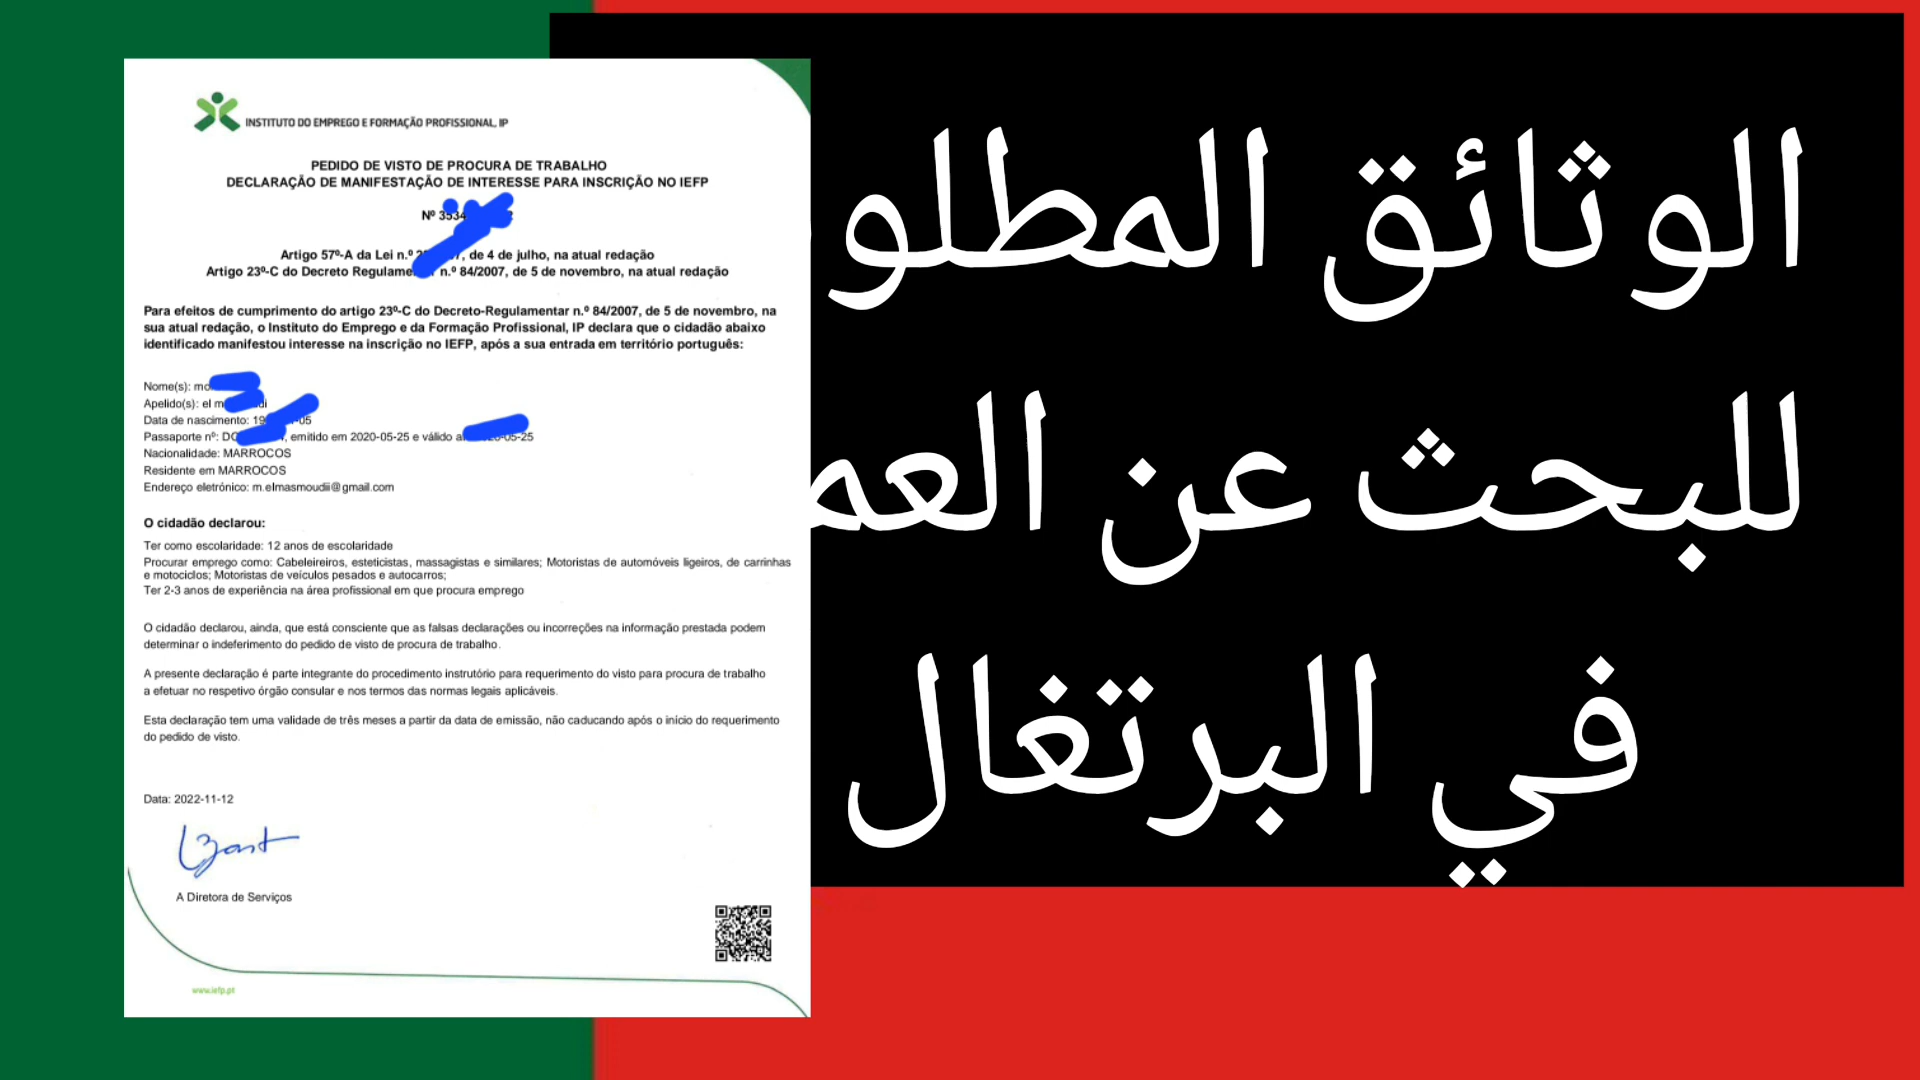 INSTITUTO DO EMPREGO E FORMAÇÃO PROFISSIONAL, IP
PEDIDO DE VISTO DE PROCURA DE TRABALHO
DECLARAÇÃO DE MANIFESTAÇÃO DE INTERESSE PARA INSCRIÇÃO NO IEFP
Nº 3534
Artigo 57º-A da Lei n.º , de 4 de julho, na atual redação
Artigo 23º-C do Decreto n.º 84/2007, de 5 de novembro, na atual redação
Para efeitos de cumprimento do artigo 23º-C do Decreto-Regulamentar n.º 84/2007, de 5 de novembro, na
sua atual redação, o Instituto do Emprego e da Formação Profissional, IP declara que o cidadão abaixo
identificado manifestou interesse na inscrição no IEFP, após a sua entrada em território português:
Nome(s): mo
Apelido(s): el m
Data de nascimento: 19 -05
Passaporte nº: , emitido em 2020-05-25 e válido -05-25
Nacionalidade: MARROCOS
Residente em MARROCOS
Endereço eletrónico: m.elmasmoudii@gmail.com
O cidadão declarou:
Ter como escolaridade: 12 anos de escolaridade
Procurar emprego como: Cabeleireiros, esteticistas, massagistas e similares; Motoristas de automóveis ligeiros, de carrinhas
e motociclos; Motoristas de veículos pesados e autocarros;
Ter 2-3 anos de experiência na área profissional em que procura emprego
O cidadão declarou, ainda, que está consciente que as falsas declarações ou incorreções na informação prestada podem
determinar o indeferimento do pedido de visto de procura de trabalho.
A presente declaração é parte integrante do procedimento instrutório para requerimento do visto para procura de trabalho
a efetuar no respetivo órgão consular e nos termos das normas legais aplicáveis.
Esta declaração tem uma validade de três meses a partir da data de emissão, não caducando após o início do requerimento
do pedido de visto.
Data: 2022-11-12
A Diretora de Serviços
www.iefp.pt
الوثائق المطلو
للبحث عن العم
في البرتغال